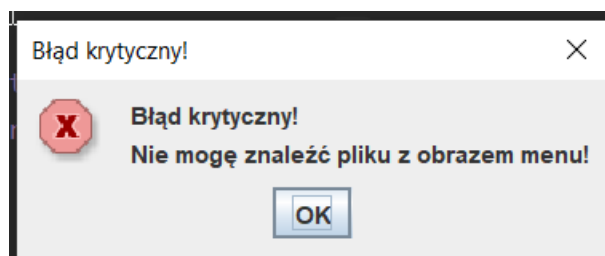 Błąd krytyczny!
Błąd krytyczny!
Nie mogę znaleźć pliku z obrazem menu!
OK